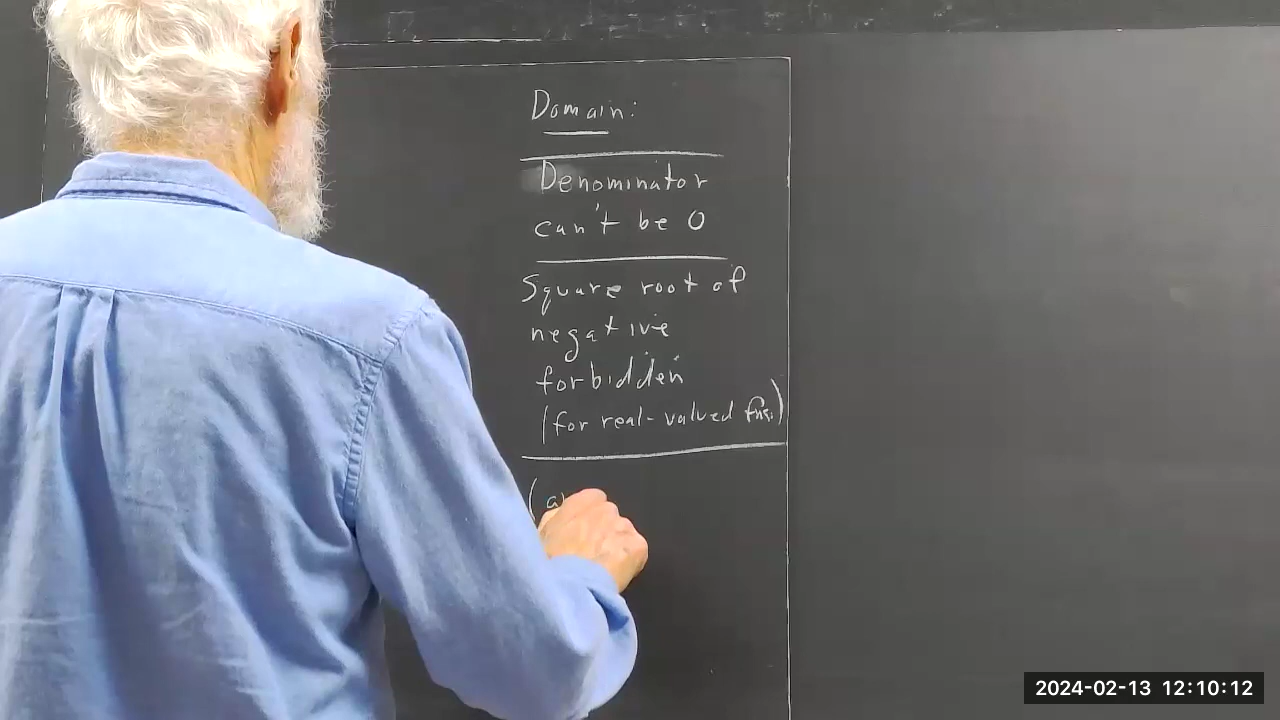 Domain:
Denominator
can't be 0
Square root of
negative
forbidden
(for real-valued fns.)
(a
2024-02-13 12:10:12